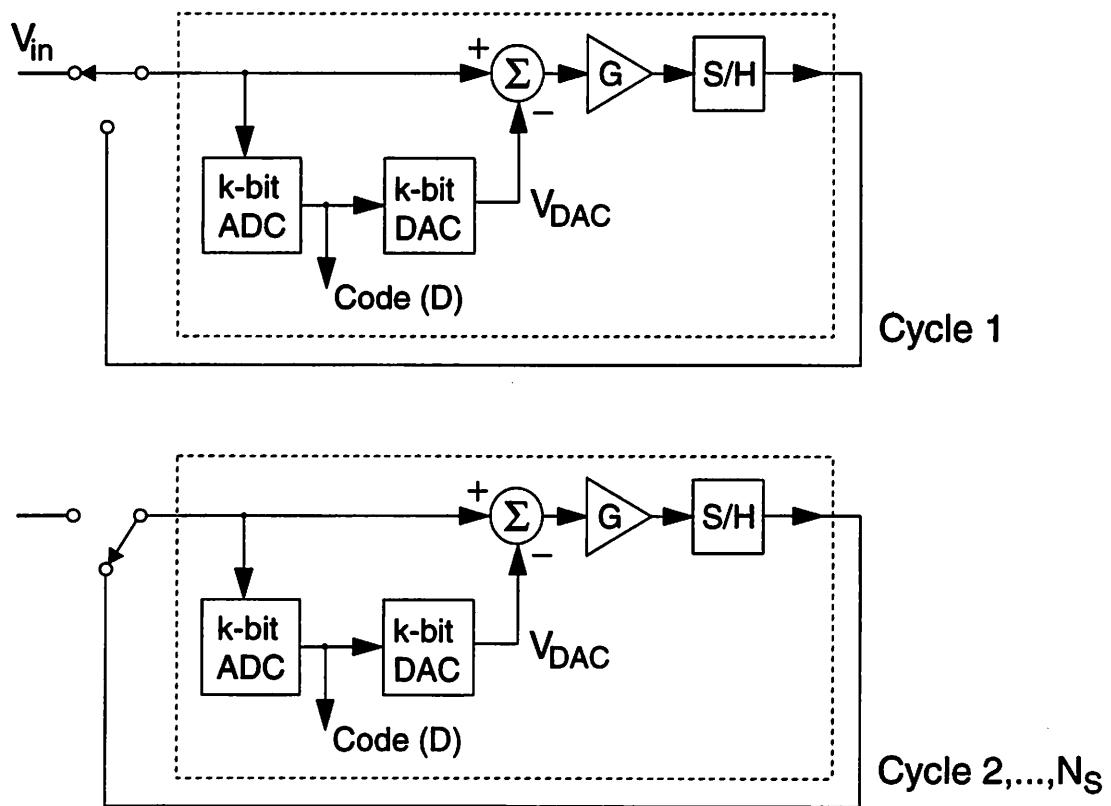 V_in
+
Σ
G
S/H
−
k-bit
ADC
k-bit
DAC
V_DAC
Code (D)
Cycle 1
+
Σ
G
S/H
−
k-bit
ADC
k-bit
DAC
V_DAC
Code (D)
Cycle 2,...,N_S